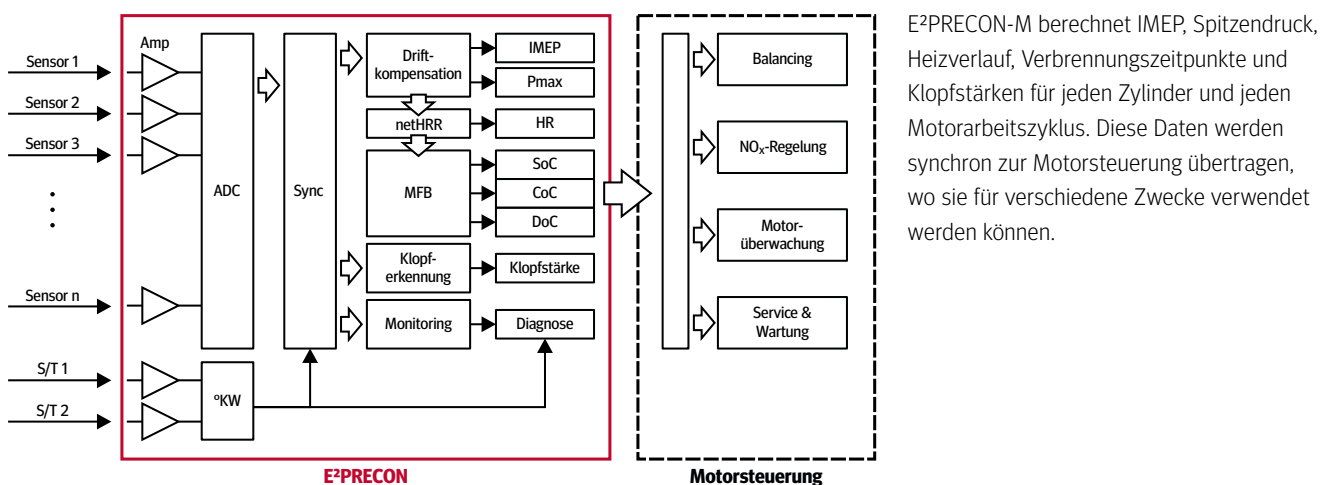 Amp
Sensor 1
Sensor 2
Sensor 3
Sensor n
S/T 1
S/T 2
ADC
°KW
Sync
Drift-
kompensation
netHRR
MFB
Klopf-
erkennung
Monitoring
IMEP
Pmax
HR
SoC
CoC
DoC
Klopfstärke
Diagnose
E²PRECON
Balancing
NOx-Regelung
Motor-
überwachung
Service &
Wartung
Motorsteuerung
E²PRECON-M berechnet IMEP, Spitzendruck,
Heizverlauf, Verbrennungszeitpunkte und
Klopfstärken für jeden Zylinder und jeden
Motorarbeitszyklus. Diese Daten werden
synchron zur Motorsteuerung übertragen,
wo sie für verschiedene Zwecke verwendet
werden können.